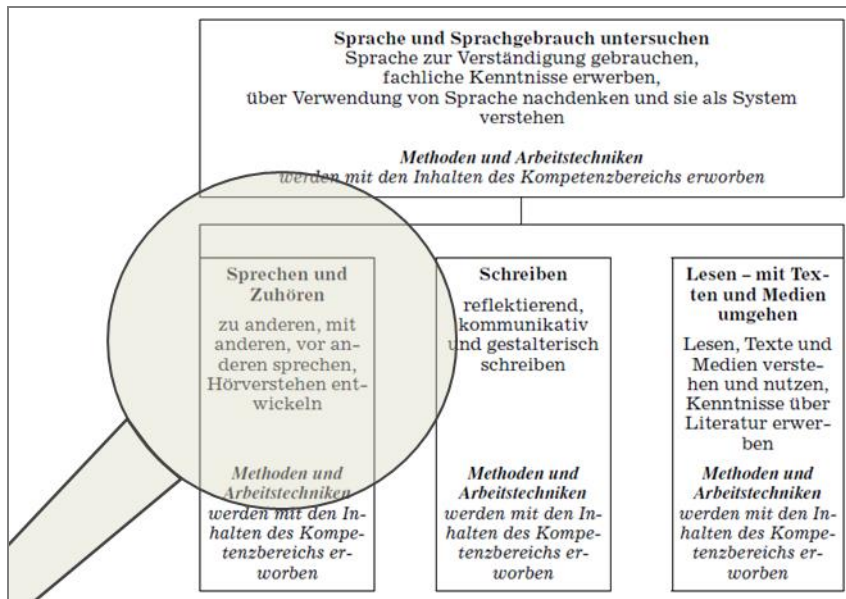 Sprache und Sprachgebrauch untersuchen
Sprache zur Verständigung gebrauchen,
fachliche Kenntnisse erwerben,
über Verwendung von Sprache nachdenken und sie als System
verstehen
Methoden und Arbeitstechniken
werden mit den Inhalten des Kompetenzbereichs erworben
Sprechen und
Zuhören
zu anderen, mit
anderen, vor an-
deren sprechen,
Hörverstehen ent-
wickeln
Methoden und
Arbeitstechniken
werden mit den In-
halten des Kompe-
tenzbereichs er-
worben
Schreiben
reflektierend,
kommunikativ
und gestalterisch
schreiben
Methoden und
Arbeitstechniken
werden mit den In-
halten des Kompe-
tenzbereichs er-
worben
Lesen – mit Tex-
ten und Medien
umgehen
Lesen, Texte und
Medien verste-
hen und nutzen,
Kenntnisse über
Literatur erwer-
ben
Methoden und
Arbeitstechniken
werden mit den In-
halten des Kompe-
tenzbereichs er-
worben